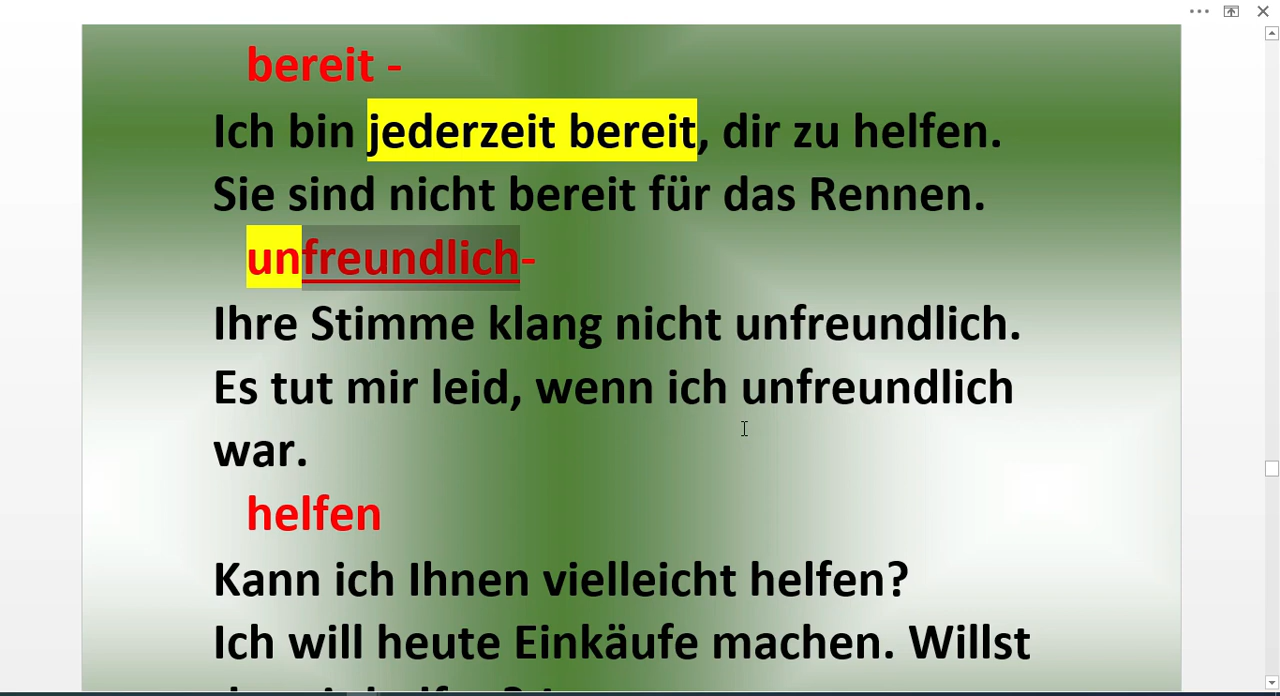 bereit -
Ich bin jederzeit bereit, dir zu helfen.
Sie sind nicht bereit für das Rennen.
unfreundlich-
Ihre Stimme klang nicht unfreundlich.
Es tut mir leid, wenn ich unfreundlich
war.
helfen
Kann ich Ihnen vielleicht helfen?
Ich will heute Einkäufe machen. Willst